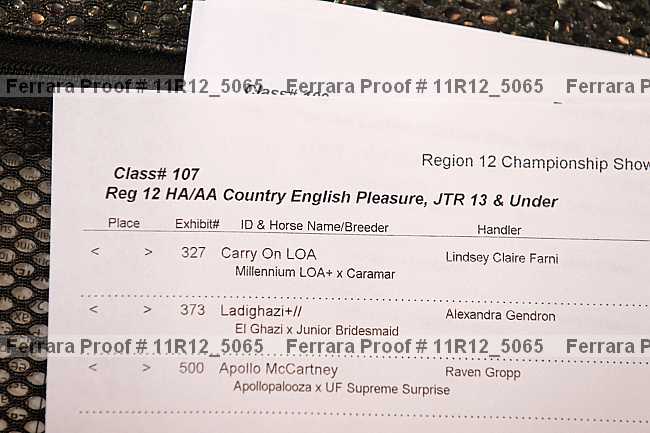 Ferrara Proof # 11R12_5065 Ferrara Proof # 11R12_5065 Ferrara Proof
Class#
Region 12 Championship Show
Class# 107
Reg 12 HA/AA Country English Pleasure, JTR 13 & Under
Place Exhibit# ID & Horse Name/Breeder Handler
< > 327 Carry On LOA Lindsey Claire Farni
Millennium LOA+ x Caramar
< > 373 Ladighazi+// Alexandra Gendron
El Ghazi x Junior Bridesmaid
Ferrara Proof # 11R12_5065 Ferrara Proof # 11R12_5065 Ferrara Proof
< > 500 Apollo McCartney Raven Gropp
Apollopalooza x UF Supreme Surprise